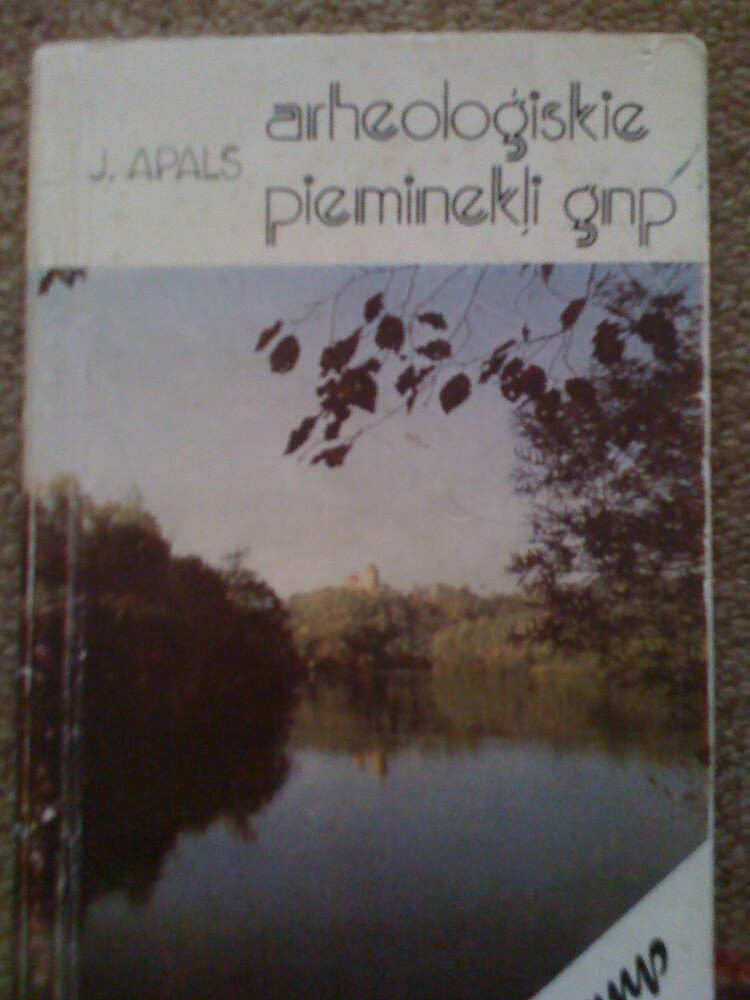 J. APALS
arheoloģiskie
pieminekļi gnp